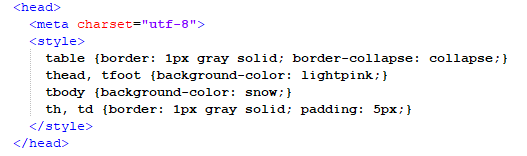 <head>
<meta charset="utf-8">
<style>
table {border: 1px gray solid; border-collapse: collapse;}
thead, tfoot {background-color: lightpink;}
tbody {background-color: snow;}
th, td {border: 1px gray solid; padding: 5px;}
</style>
</head>